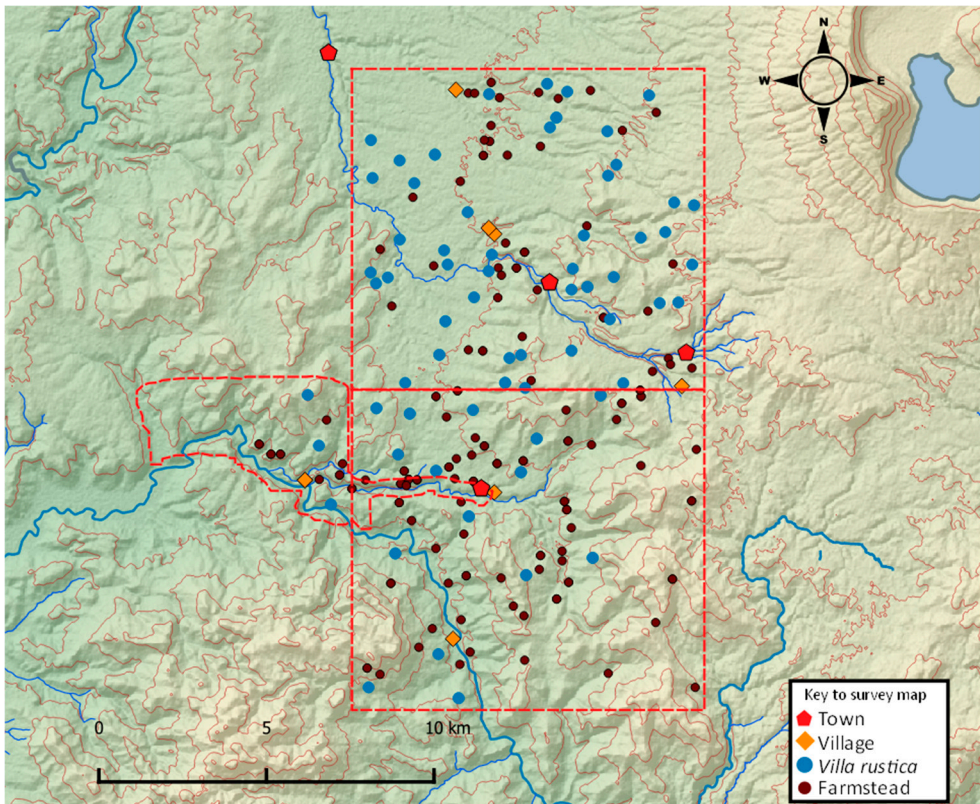 N
W E
S
0 5 10 km
Key to survey map
Town
Village
Villa rustica
Farmstead